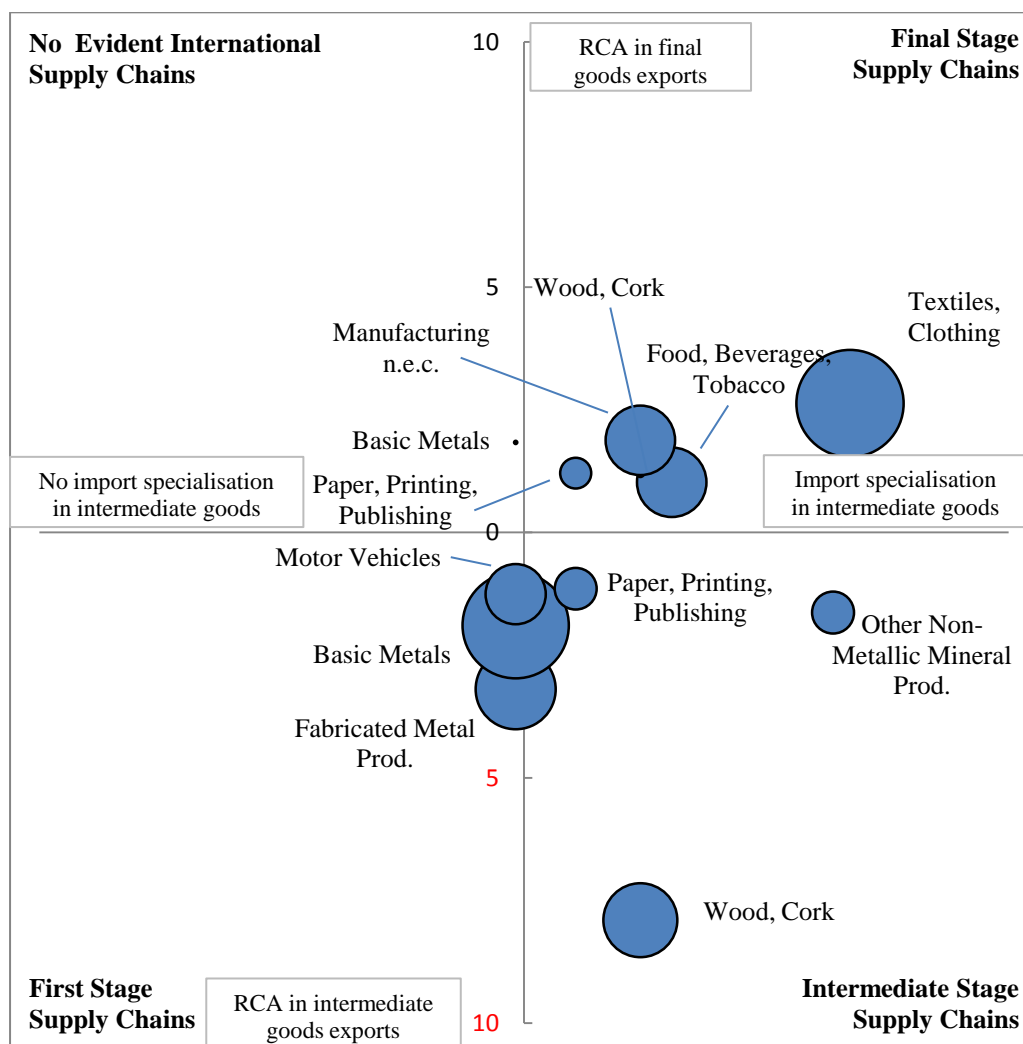 No Evident International
Supply Chains
10
RCA in final
goods exports
Final Stage
Supply Chains
5
Wood, Cork
Textiles,
Clothing
Manufacturing
n.e.c.
Food, Beverages,
Tobacco
Basic Metals
No import specialisation
in intermediate goods
Paper, Printing,
Publishing
Import specialisation
in intermediate goods
0
Motor Vehicles
Paper, Printing,
Publishing
Other Non-
Metallic Mineral
Prod.
Basic Metals
Fabricated Metal
Prod.
5
Wood, Cork
First Stage
Supply Chains
RCA in intermediate
goods exports
10
Intermediate Stage
Supply Chains